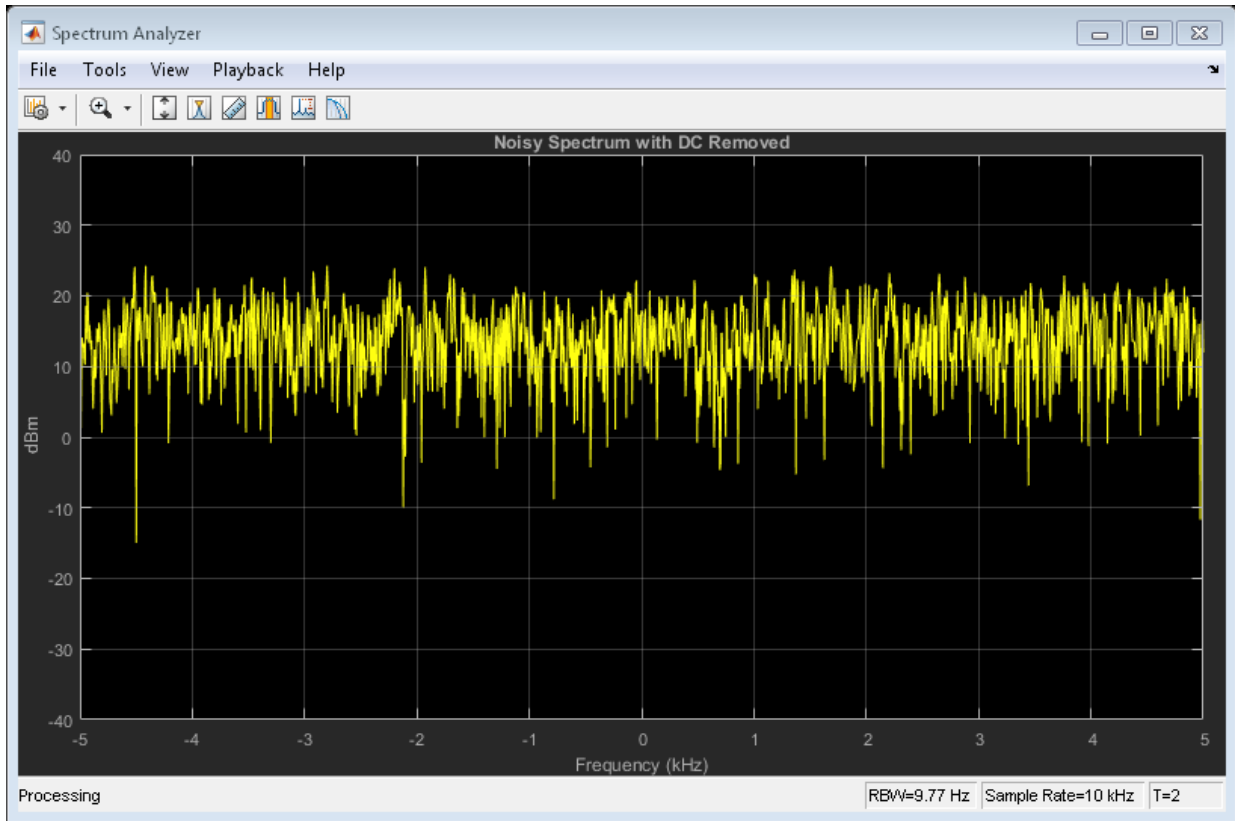 Spectrum Analyzer
File Tools View Playback Help
Noisy Spectrum with DC Removed
40
30
20
10
0
-10
-20
-30
-40
dBm
-5 -4 -3 -2 -1 0 1 2 3 4 5
Frequency (kHz)
Processing RBW=9.77 Hz Sample Rate=10 kHz T=2